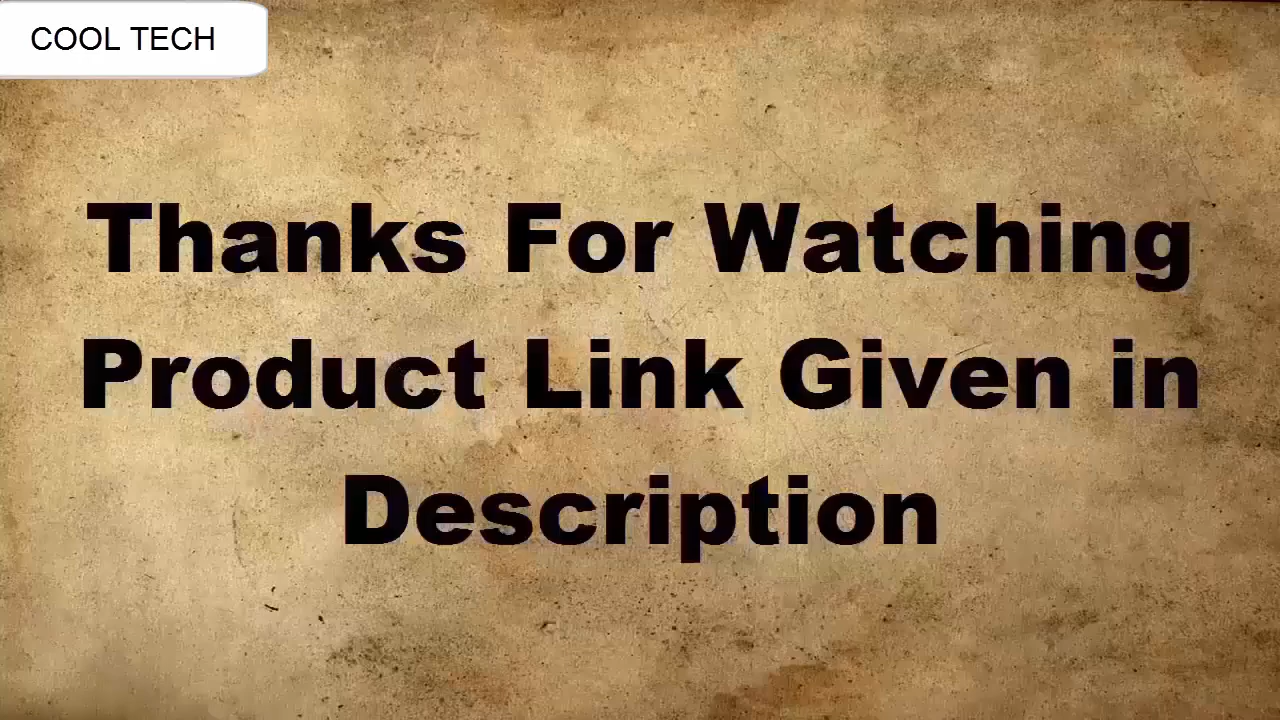 COOL TECH
Thanks For Watching
Product Link Given in
Description